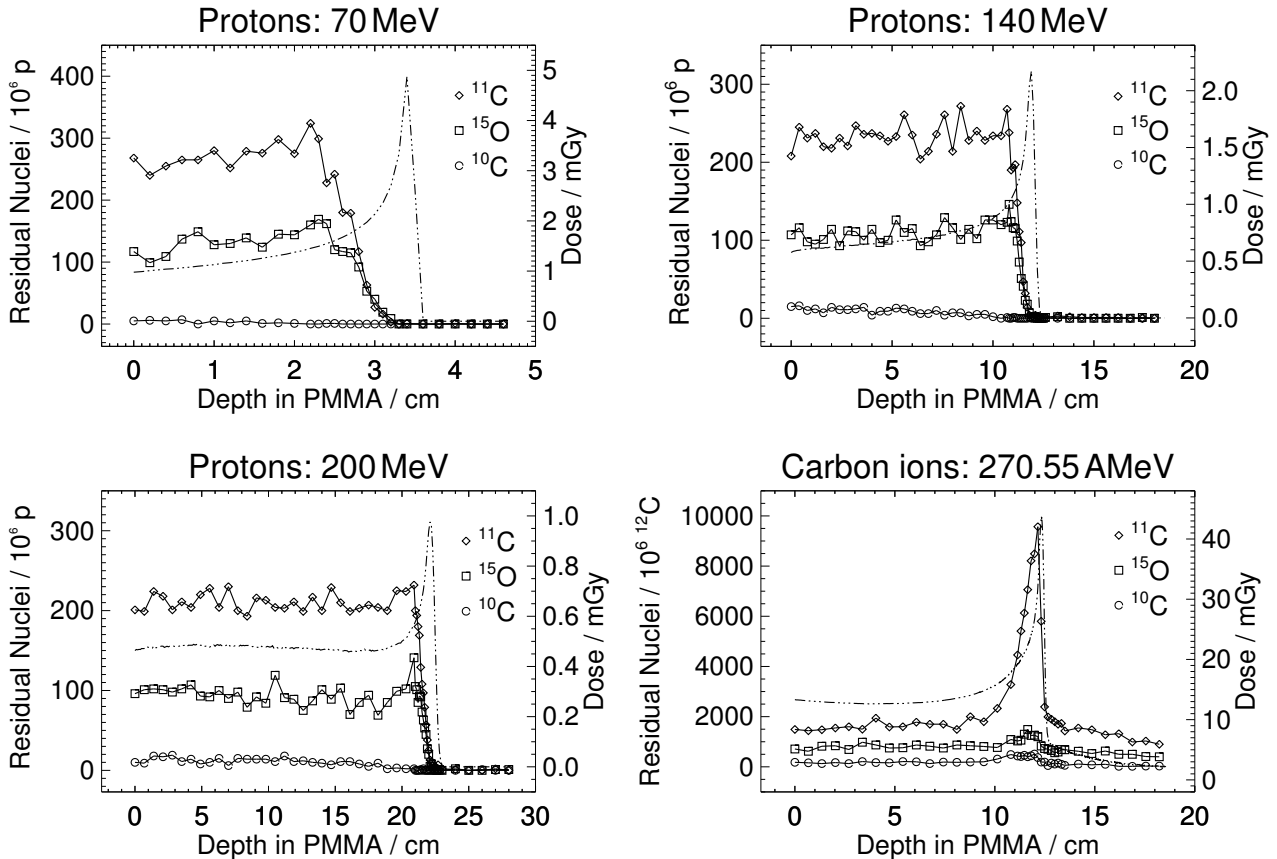 Protons: 70 MeV
Residual Nuclei / 10⁶ p
400
300
200
100
0
¹¹C
¹⁵O
¹⁰C
5
4
3
2
1
0
Dose / mGy
0 1 2 3 4 5
Depth in PMMA / cm
Protons: 140 MeV
Residual Nuclei / 10⁶ p
300
200
100
0
¹¹C
¹⁵O
¹⁰C
2.0
1.5
1.0
0.5
0.0
Dose / mGy
0 5 10 15 20
Depth in PMMA / cm
Protons: 200 MeV
Residual Nuclei / 10⁶ p
300
200
100
0
¹¹C
¹⁵O
¹⁰C
1.0
0.8
0.6
0.4
0.2
0.0
Dose / mGy
0 5 10 15 20 25 30
Depth in PMMA / cm
Carbon ions: 270.55 AMeV
Residual Nuclei / 10⁶ ¹²C
10000
8000
6000
4000
2000
0
¹¹C
¹⁵O
¹⁰C
40
30
20
10
0
Dose / mGy
0 5 10 15 20
Depth in PMMA / cm